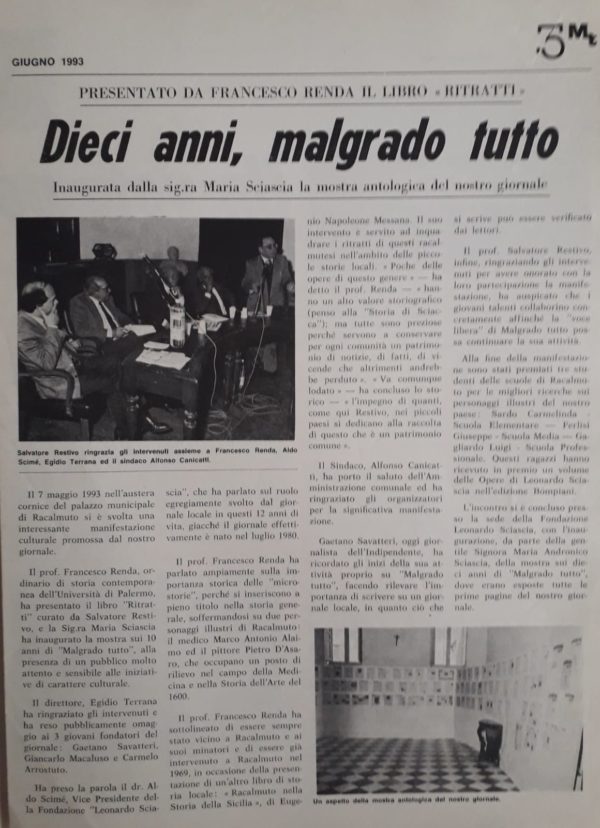 GIUGNO 1993
3 Mt
PRESENTATO DA FRANCESCO RENDA IL LIBRO « RITRATTI »
Dieci anni, malgrado tutto
Inaugurata dalla sig.ra Maria Sciascia la mostra antologica del nostro giornale
Salvatore Restivo ringrazia gli intervenuti assieme a Francesco Renda, Aldo
Scimé, Egidio Terrana ed il sindaco Alfonso Canicattì.
Il 7 maggio 1993 nell'austera
cornice del palazzo municipale
di Racalmuto si è svolta una
interessante manifestazione
culturale promossa dal nostro
giornale.
Il prof. Francesco Renda, or-
dinario di storia contempora-
nea dell'Università di Palermo,
ha presentato il libro "Ritrat-
ti" curato da Salvatore Resti-
vo, e la Sig.ra Maria Sciascia
ha inaugurato la mostra sui 10
anni di "Malgrado tutto", alla
presenza di un pubblico molto
attento e sensibile alle iniziati-
ve di carattere culturale.
Il direttore, Egidio Terrana
ha ringraziato gli intervenuti e
ha reso pubblicamente omag-
gio ai 3 giovani fondatori del
giornale: Gaetano Savatteri,
Giancarlo Macaluso e Carmelo
Arrostuto.
Ha preso la parola il dr. Al-
do Scimé, Vice Presidente del-
la Fondazione "Leonardo Scia-
scia", che ha parlato sul ruolo
egregiamente svolto dal gior-
nale locale in questi 12 anni di
vita, giacché il giornale effetti-
vamente è nato nel luglio 1980.
Il prof. Francesco Renda ha
parlato ampiamente sulla im-
portanza storica delle "micro-
storie", perché si inseriscono a
pieno titolo nella storia gene-
rale, soffermandosi su due per-
sonaggi illustri di Racalmuto:
il medico Marco Antonio Alai-
mo ed il pittore Pietro D'Asa-
ro, che occupano un posto di
rilievo nel campo della Medi-
cina e nella Storia dell'Arte del
1600.
Il prof. Francesco Renda ha
sottolineato di essere sempre
stato vicino a Racalmuto e ai
suoi minatori e di essere già
intervenuto a Racalmuto nel
1969, in occasione della presen-
tazione di un'altro libro di sto-
ria locale: « Racalmuto nella
Storia della Sicilia », di Euge-
nio Napoleone Messana. Il suo
intervento è servito ad inqua-
drare i ritratti di questi racal-
mutesi nell'ambito delle picco-
le storie locali. « Poche delle
opere di questo genere » — ha
detto il prof. Renda — « han-
no un alto valore storiografico
(penso alla "Storia di Sciac-
ca"); ma tutte sono preziose
perché servono a conservare
per ogni comunità un patrimo-
nio di notizie, di fatti, di vi-
cende che altrimenti andreb-
be perduto ». « Va comunque
lodato » — ha concluso lo sto-
rico — « l'impegno di quanti,
come qui Restivo, nei piccoli
paesi si dedicano alla raccolta
di questo che è un patrimonio
comune ».
Il Sindaco, Alfonso Canicat-
tì, ha porto il saluto dell'Am-
ministrazione comunale ed ha
ringraziato gli organizzatori
per la significativa manifesta-
zione.
Gaetano Savatteri, oggi gior-
nalista dell'Indipendente, ha
ricordato gli inizi della sua at-
tività proprio su "Malgrado
tutto", facendo rilevare l'im-
portanza di scrivere su un gior-
nale locale, in quanto ciò che
si scrive può essere verificato
dai lettori.
Il prof. Salvatore Restivo,
infine, ringraziando gli interve-
nuti per avere onorato con la
loro partecipazione la manife-
stazione, ha auspicato che i
giovani talenti collaborino con-
cretamente affinché la "voce
libera" di Malgrado tutto pos-
sa continuare la sua attività.
Alla fine della manifestazio-
ne sono stati premiati tre stu-
denti delle scuole di Racalmu-
to per le migliori ricerche sui
personaggi illustri del nostro
paese: Sardo Carmelinda -
Scuola Elementare — Ferlisi
Giuseppe - Scuola Media — Ga-
gliardo Luigi - Scuola Profes-
sionale. Questi ragazzi hanno
ricevuto in premio un volume
delle Opere di Leonardo Scia-
scia nell'edizione Bompiani.
L'incontro si è concluso pres-
so la sede della Fondazione
Leonardo Sciascia, con l'inau-
gurazione, da parte della gen-
tile Signora Maria Andronico
Sciascia, della mostra sui die-
ci anni di "Malgrado tutto",
dove erano esposte tutte le
prime pagine del nostro gior-
nale.
Un aspetto della mostra antologica del nostro giornale.